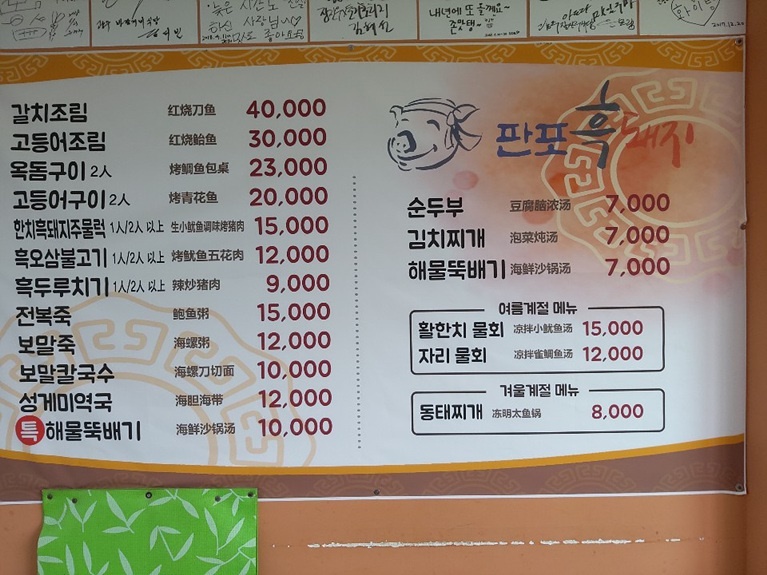 내년에 또 올께요~
2017.12.20
갈치조림 红烧刀鱼 40,000
고등어조림 红烧鲐鱼 30,000
옥돔구이 2人 烤鲷鱼包桌 23,000
고등어구이 2人 烤青花鱼 20,000
한치흑돼지주물럭 1人/2人 以上 生小鱿鱼调味烤猪肉 15,000
흑오삼불고기 1人/2人 以上 烤鱿鱼五花肉 12,000
흑두루치기 1人/2人 以上 辣炒猪肉 9,000
전복죽 鲍鱼粥 15,000
보말죽 海螺粥 12,000
보말칼국수 海螺刀切面 10,000
성게미역국 海胆海带 12,000
특 해물뚝배기 海鲜沙锅汤 10,000
판포흑돼지
순두부 豆腐脑浓汤 7,000
김치찌개 泡菜炖汤 7,000
해물뚝배기 海鲜沙锅汤 7,000
여름계절 메뉴
활한치 물회 凉拌小鱿鱼汤 15,000
자리 물회 凉拌雀鲷鱼汤 12,000
겨울계절 메뉴
동태찌개 冻明太鱼锅 8,000